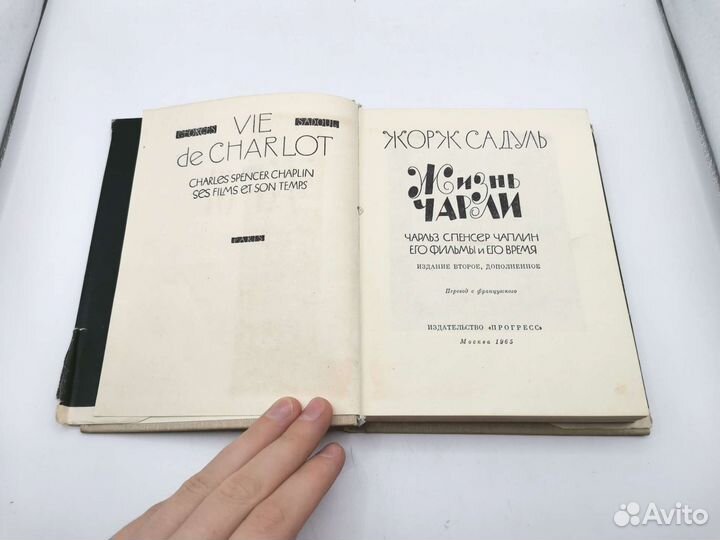 GEORGES VIE SADOUL
de CHARLOT
CHARLES SPENCER CHAPLIN
SES FILMS ET SON TEMPS
PARIS
ЖОРЖ САДУЛЬ
Жизнь
ЧАРЛИ
ЧАРЛЬЗ СПЕНСЕР ЧАПЛИН
ЕГО ФИЛЬМЫ и ЕГО ВРЕМЯ
ИЗДАНИЕ ВТОРОЕ, ДОПОЛНЕННОЕ
Перевод с французского
ИЗДАТЕЛЬСТВО «ПРОГРЕСС»
Москва 1965
Avito